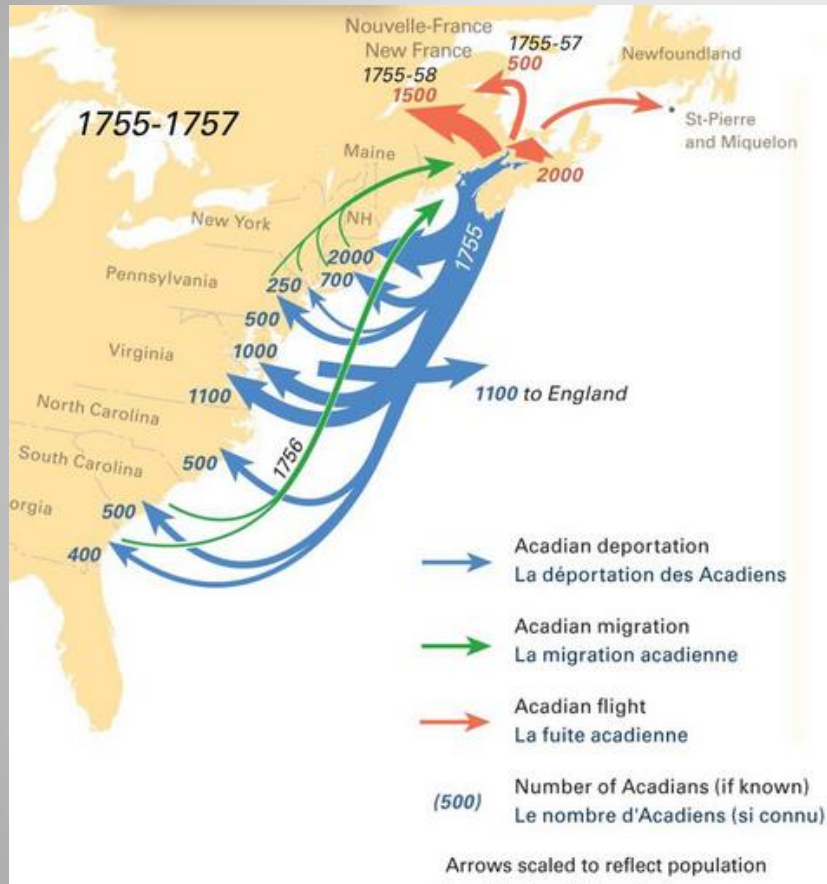 Nouvelle-France
New France
1755-57
500
Newfoundland
1755-58
1500
1755-1757
St-Pierre
and Miquelon
Maine
2000
New York
NH
1755
2000
Pennsylvania
250
700
500
Virginia
1000
1100
1100 to England
North Carolina
1756
South Carolina
500
orgia
500
400
Acadian deportation
La déportation des Acadiens
Acadian migration
La migration acadienne
Acadian flight
La fuite acadienne
(500)
Number of Acadians (if known)
Le nombre d'Acadiens (si connu)
Arrows scaled to reflect population